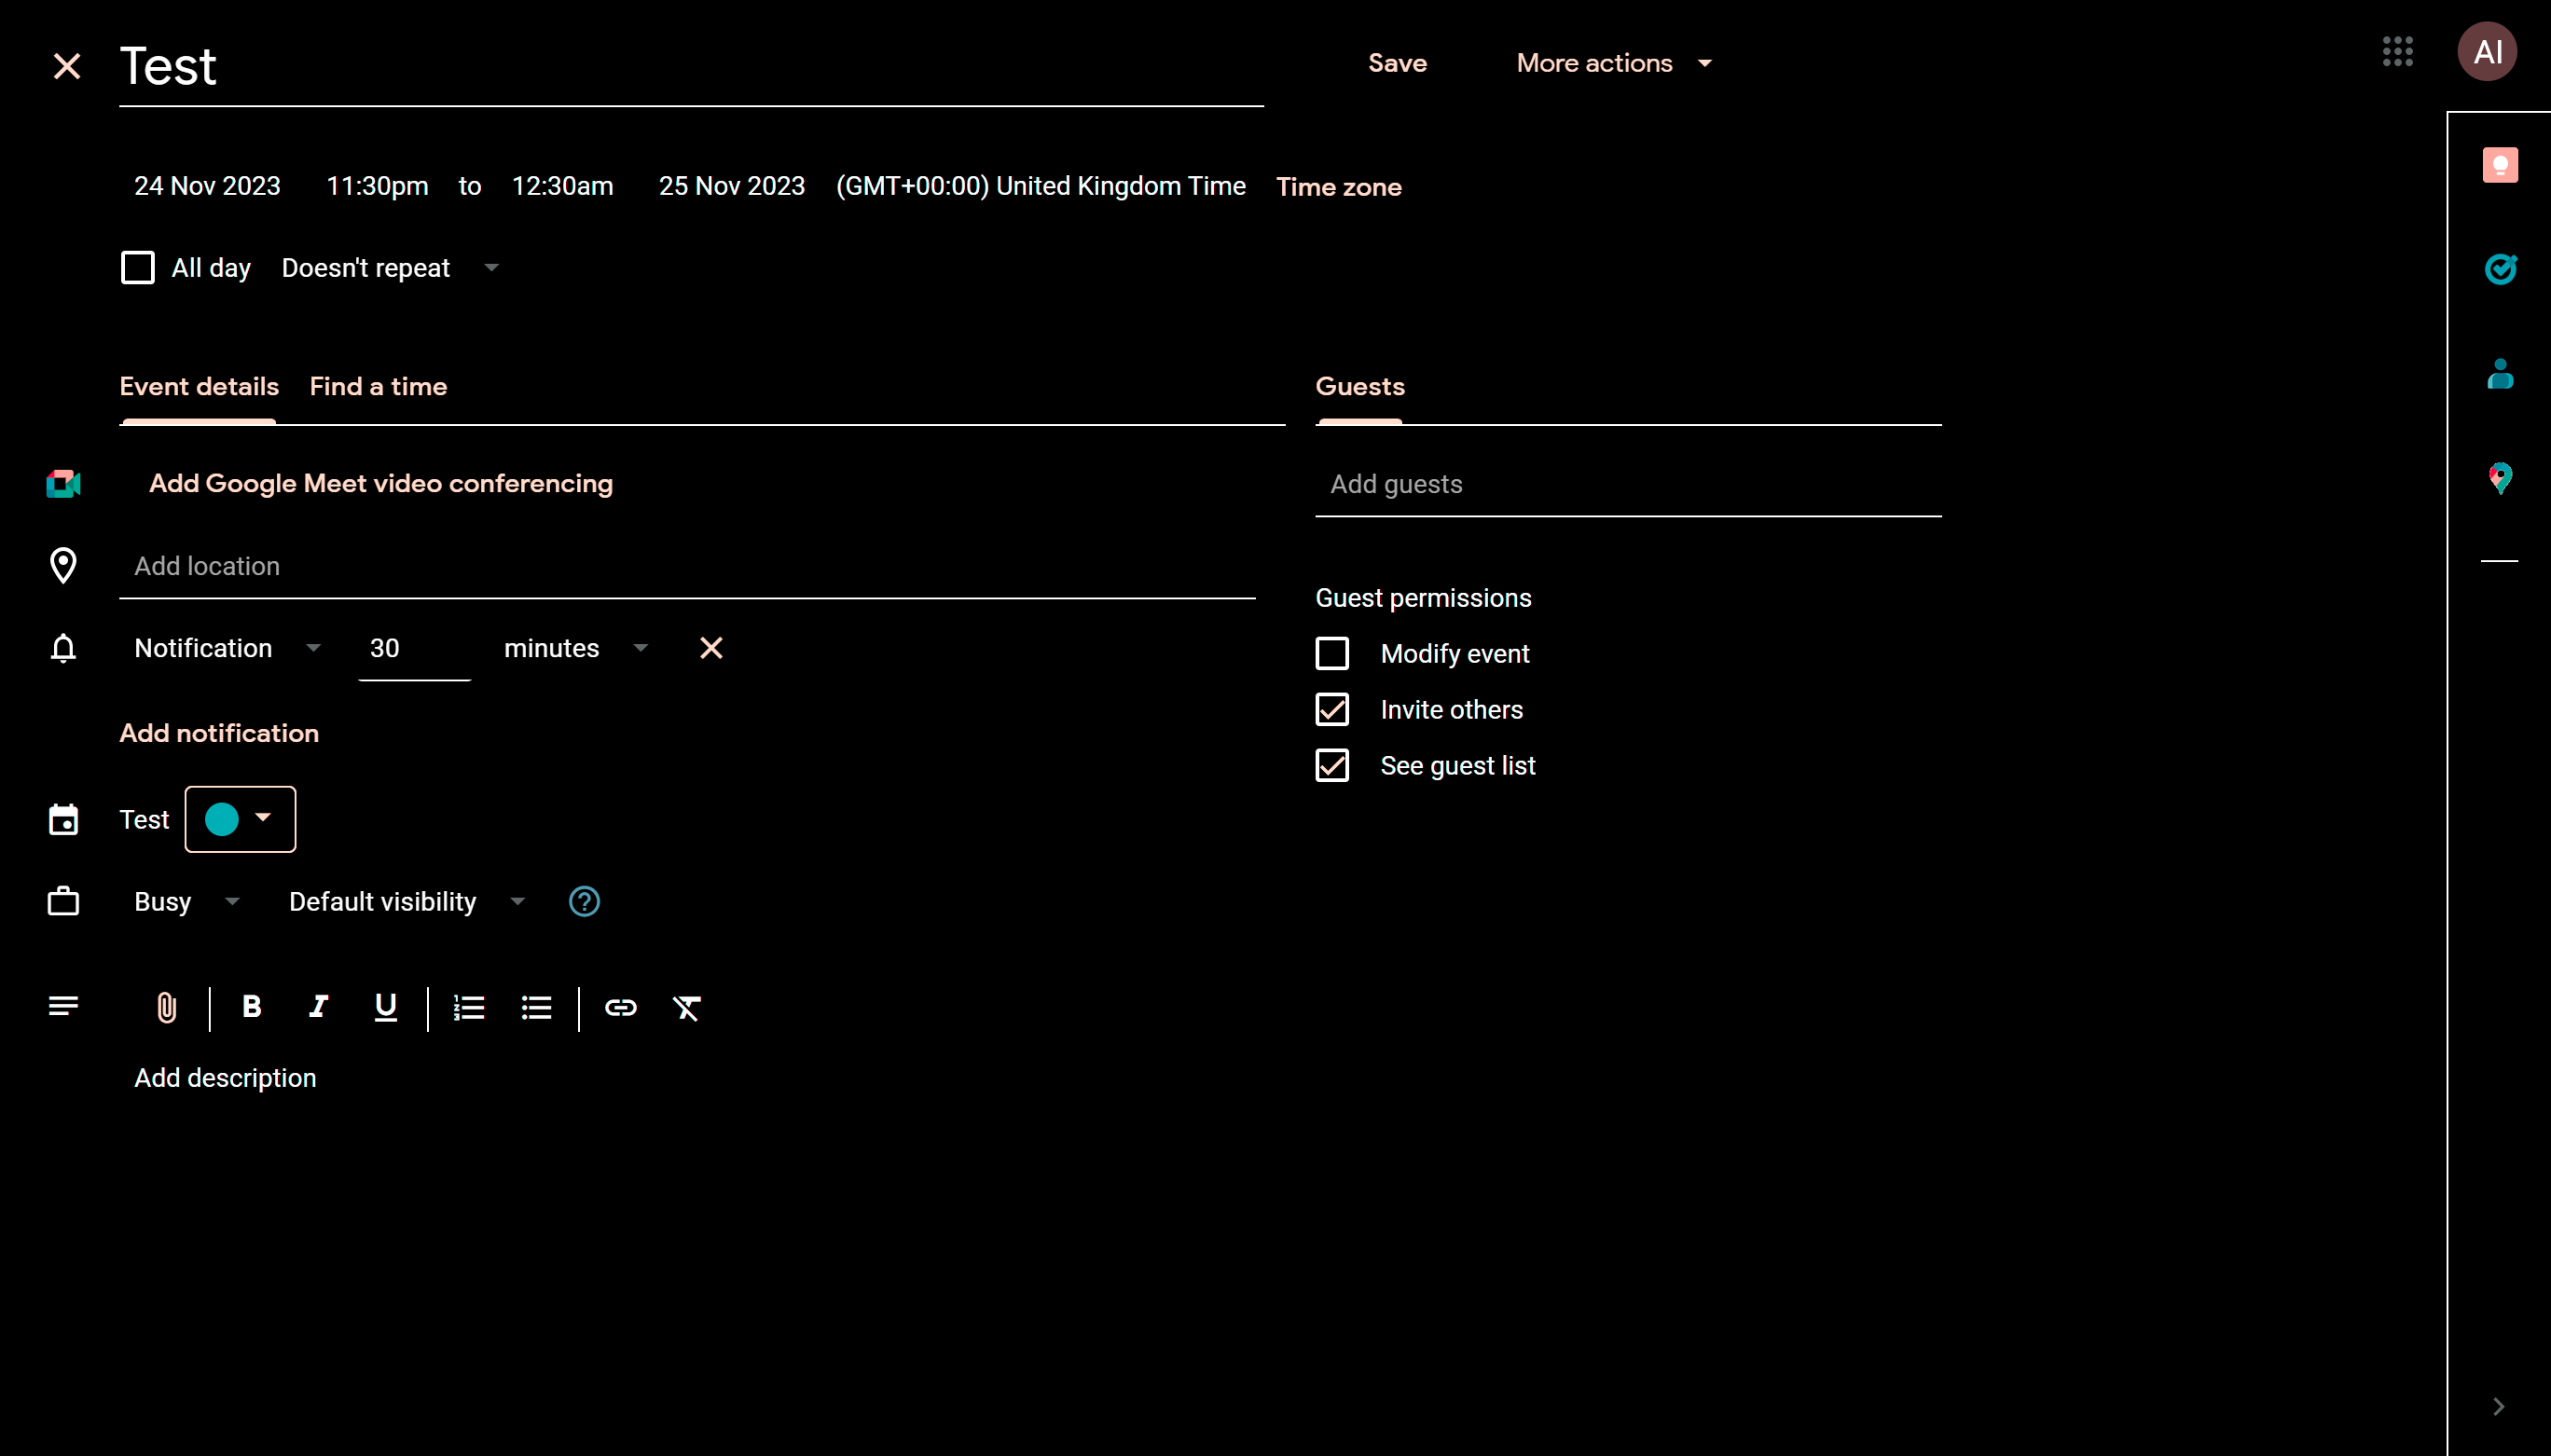 Test
Save
More actions
AI
24 Nov 2023 11:30pm to 12:30am 25 Nov 2023 (GMT+00:00) United Kingdom Time Time zone
All day Doesn't repeat
Event details Find a time
Guests
Add Google Meet video conferencing
Add guests
Add location
Guest permissions
Notification 30 minutes
Modify event
Invite others
Add notification
See guest list
Test
Busy Default visibility
B I U
Add description